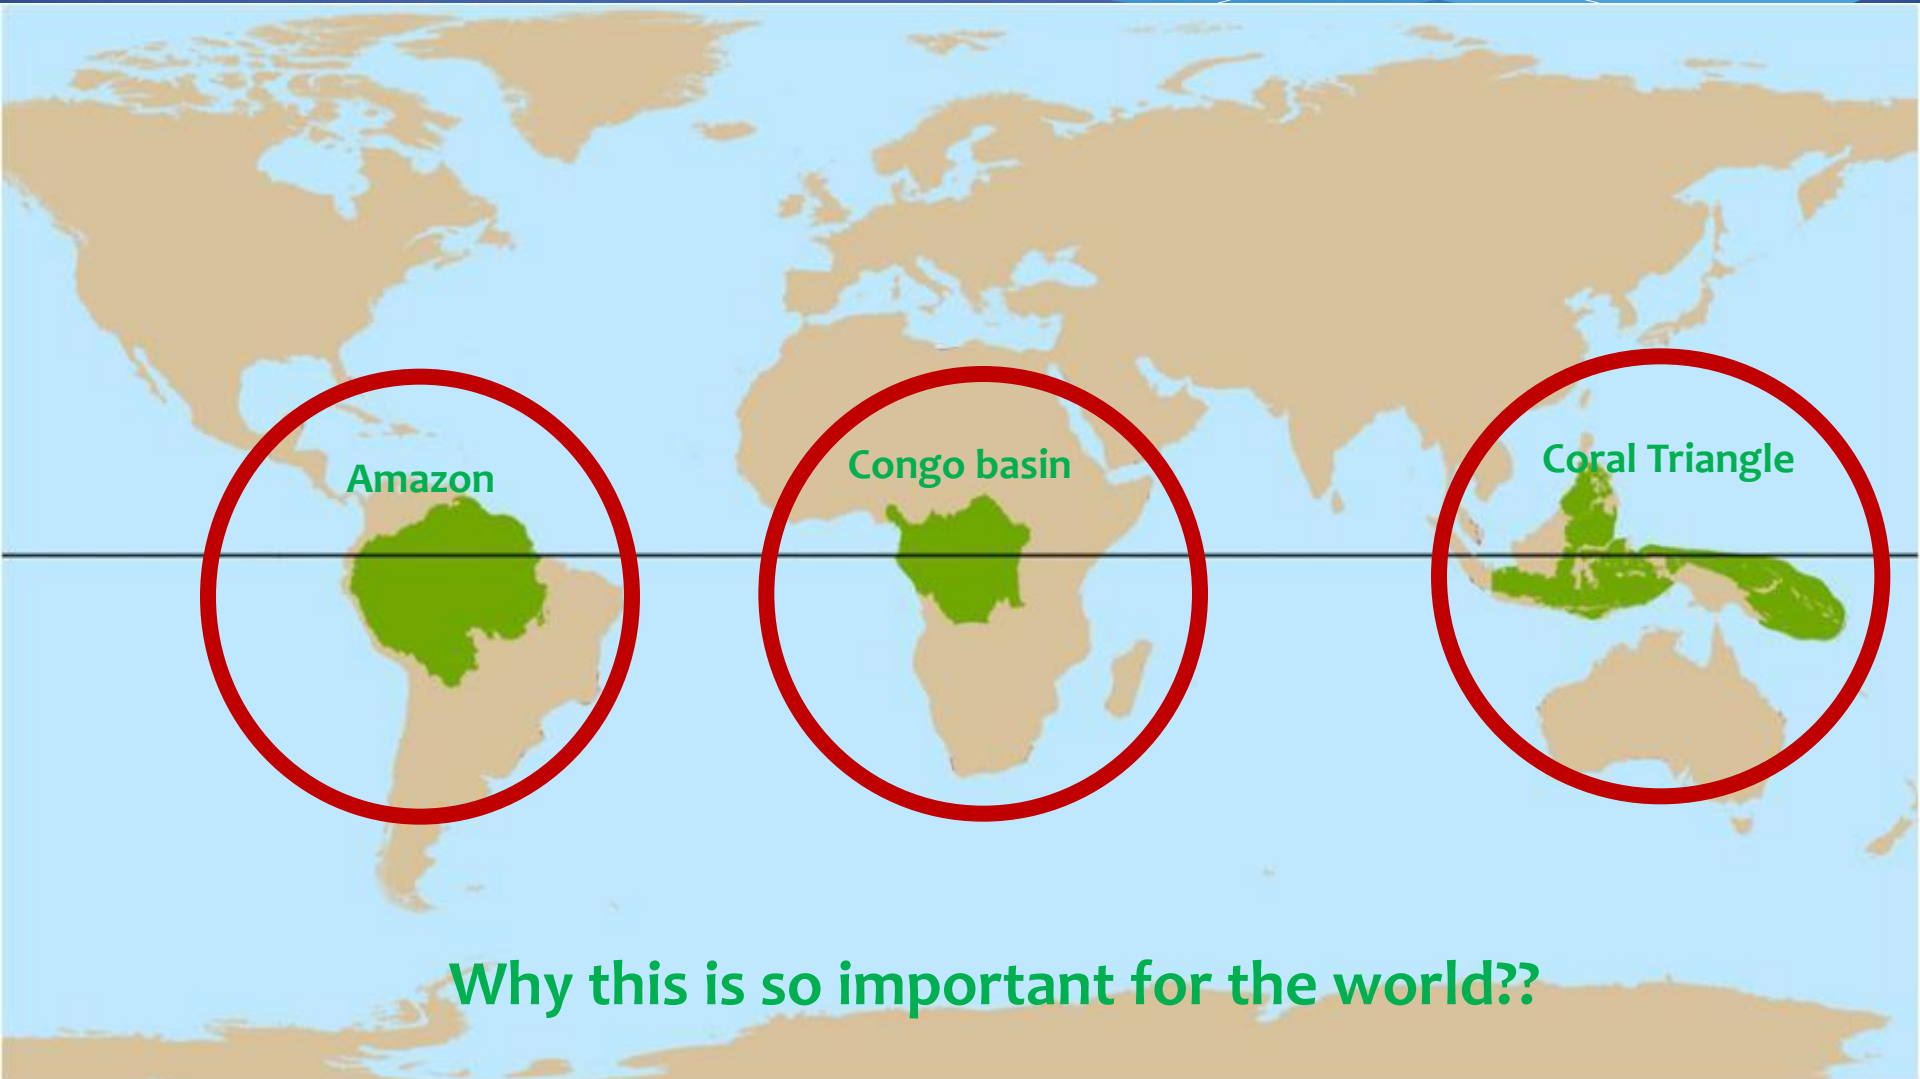 Amazon
Congo basin
Coral Triangle
Why this is so important for the world??